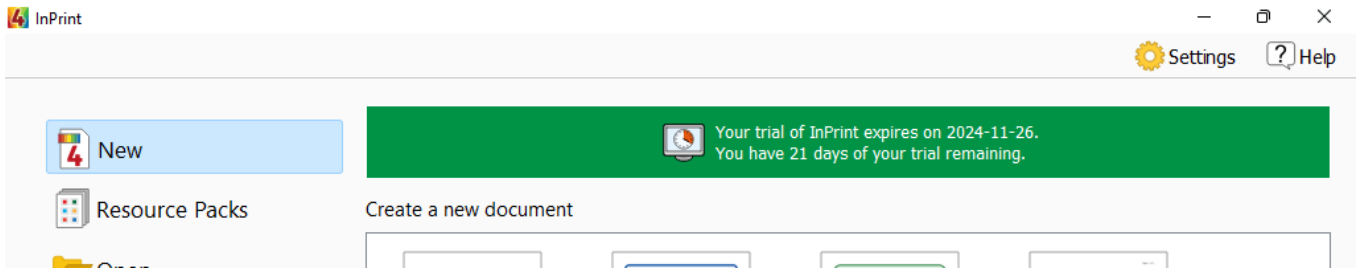 InPrint
Settings
Help
New
Your trial of InPrint expires on 2024-11-26.
You have 21 days of your trial remaining.
Resource Packs
Create a new document
Open